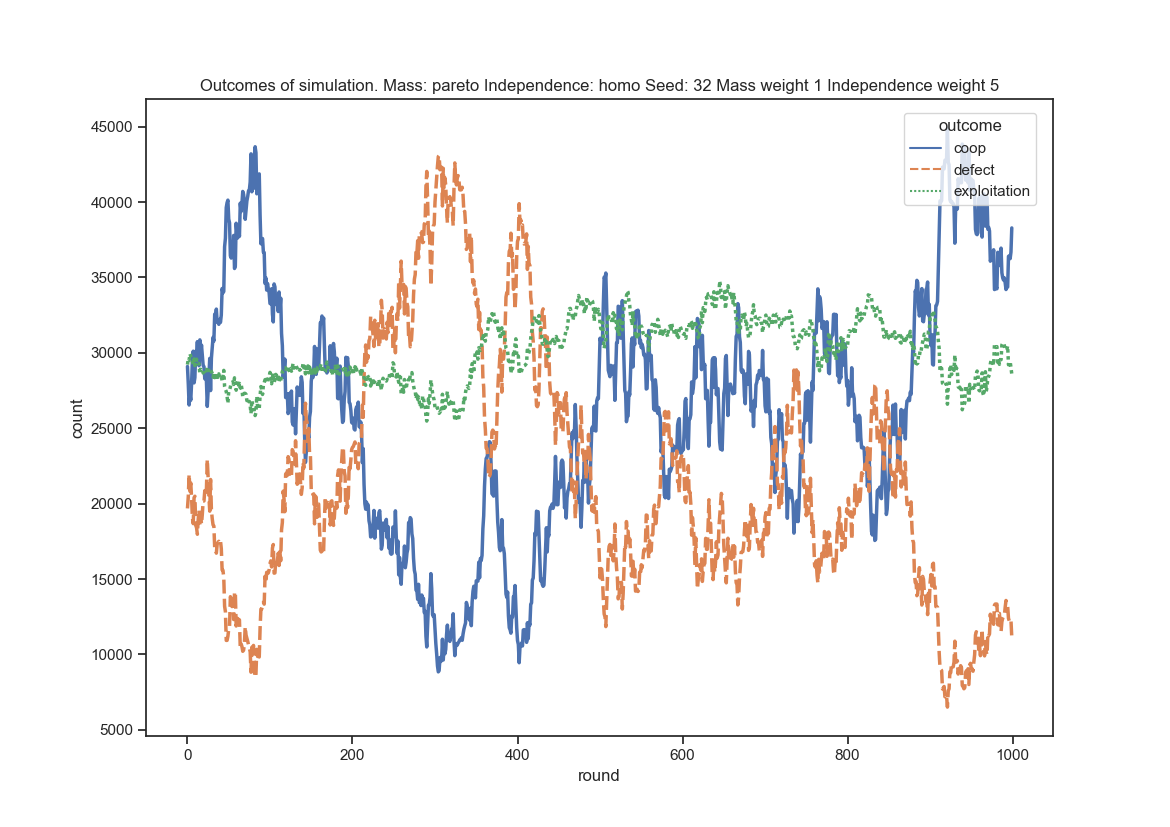 Outcomes of simulation. Mass: pareto Independence: homo Seed: 32 Mass weight 1 Independence weight 5
45000
40000
35000
30000
25000
20000
15000
10000
5000
count
outcome
coop
defect
exploitation
0
200
400
600
800
1000
round